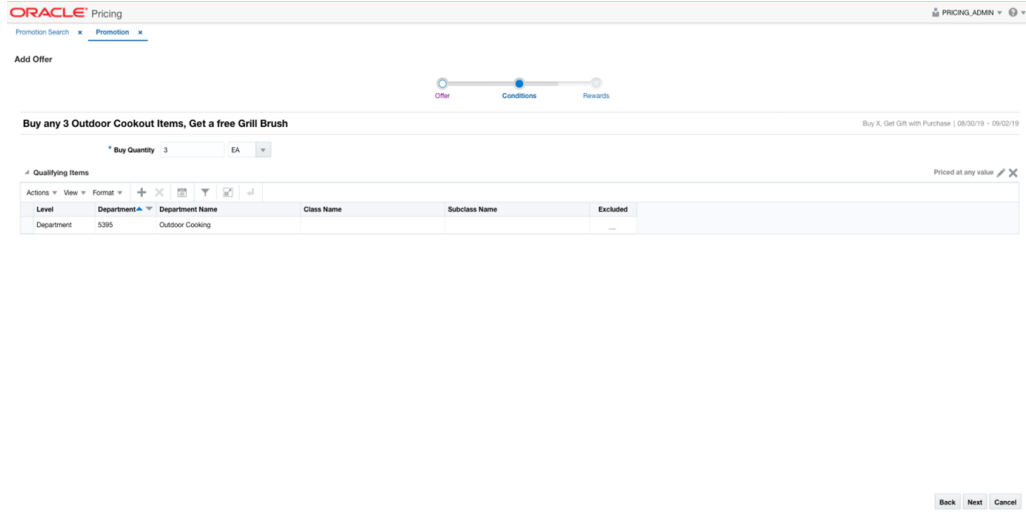 ORACLE® Pricing PRICING_ADMIN
Promotion Search x Promotion x
Add Offer
Offer Conditions Rewards
Buy any 3 Outdoor Cookout Items, Get a free Grill Brush Buy X, Get Gift with Purchase | 08/30/19 - 09/02/19
* Buy Quantity 3 EA
Qualifying Items Priced at any value
Actions View Format
Level Department Department Name Class Name Subclass Name Excluded
Department 5395 Outdoor Cooking __
Back Next Cancel